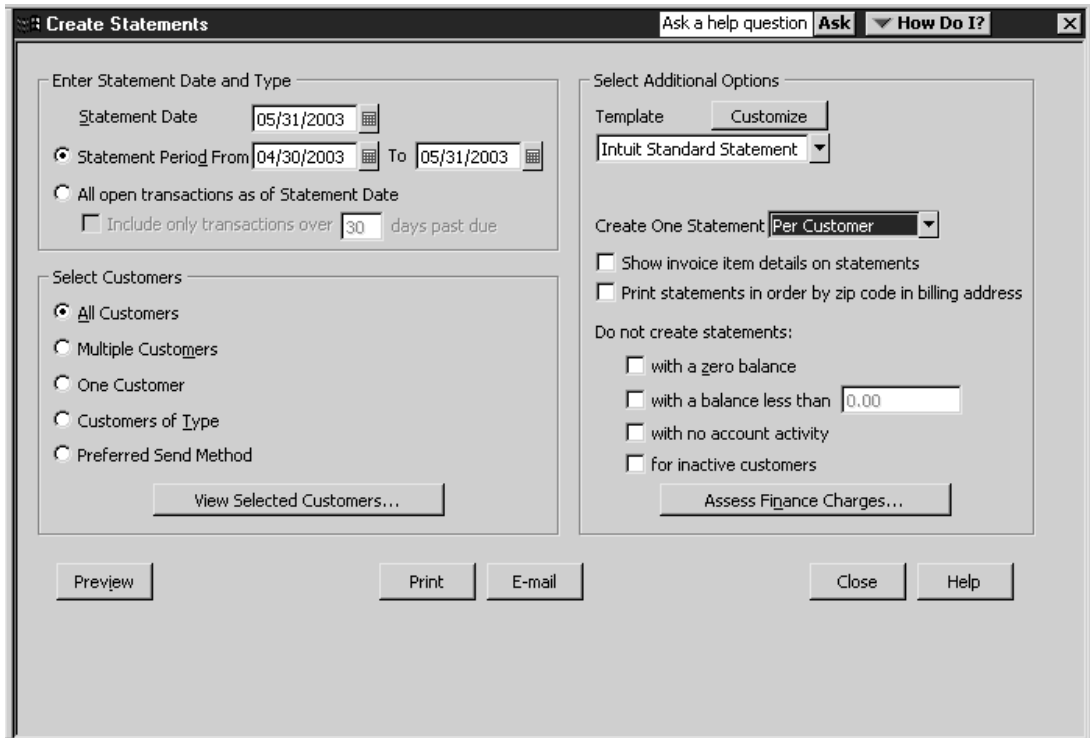 Create Statements
Ask a help question Ask How Do I?
Enter Statement Date and Type
Statement Date 05/31/2003
Statement Period From 04/30/2003 To 05/31/2003
All open transactions as of Statement Date
Include only transactions over 30 days past due
Select Customers
All Customers
Multiple Customers
One Customer
Customers of Type
Preferred Send Method
View Selected Customers...
Select Additional Options
Template Customize
Intuit Standard Statement
Create One Statement Per Customer
Show invoice item details on statements
Print statements in order by zip code in billing address
Do not create statements:
with a zero balance
with a balance less than 0.00
with no account activity
for inactive customers
Assess Finance Charges...
Preview Print E-mail Close Help